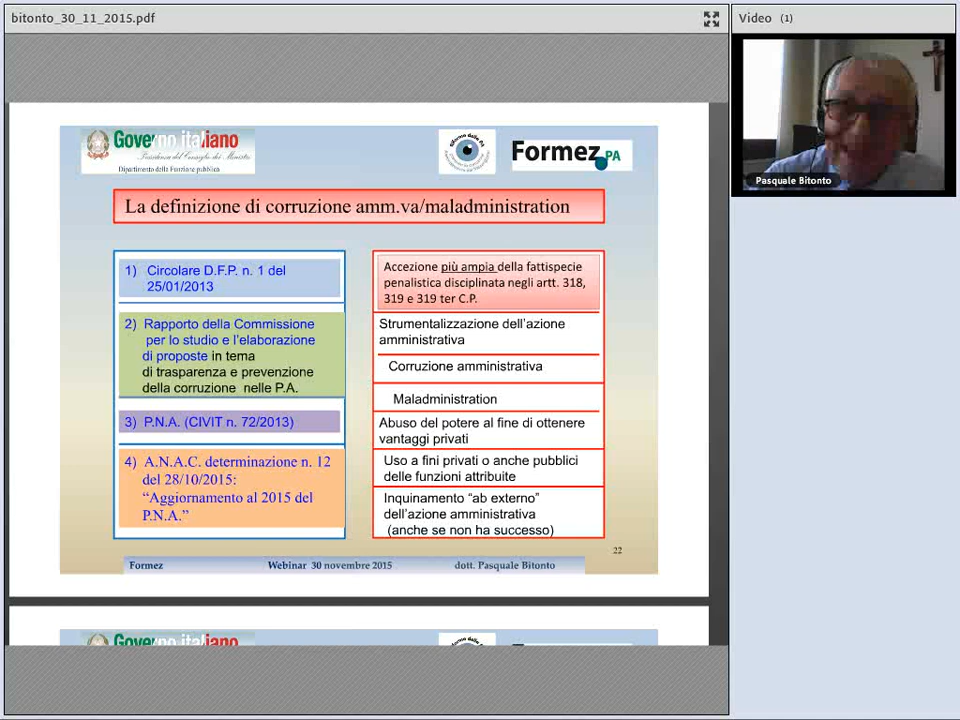 bitonto_30_11_2015.pdf
Video (1)
Pasquale Bitonto
Governo italiano
Presidenza del Consiglio dei Ministri
Dipartimento della Funzione pubblica
Formez PA
La definizione di corruzione amm.va/maladministration
1) Circolare D.F.P. n. 1 del
25/01/2013
2) Rapporto della Commissione
per lo studio e l'elaborazione
di proposte in tema
di trasparenza e prevenzione
della corruzione nelle P.A.
3) P.N.A. (CIVIT n. 72/2013)
4) A.N.A.C. determinazione n. 12
del 28/10/2015:
“Aggiornamento al 2015 del
P.N.A.”
Accezione più ampia della fattispecie
penalistica disciplinata negli artt. 318,
319 e 319 ter C.P.
Strumentalizzazione dell'azione
amministrativa
Corruzione amministrativa
Maladministration
Abuso del potere al fine di ottenere
vantaggi privati
Uso a fini privati o anche pubblici
delle funzioni attribuite
Inquinamento “ab externo”
dell'azione amministrativa
(anche se non ha successo)
22
Formez Webinar 30 novembre 2015 dott. Pasquale Bitonto
Governo italiano